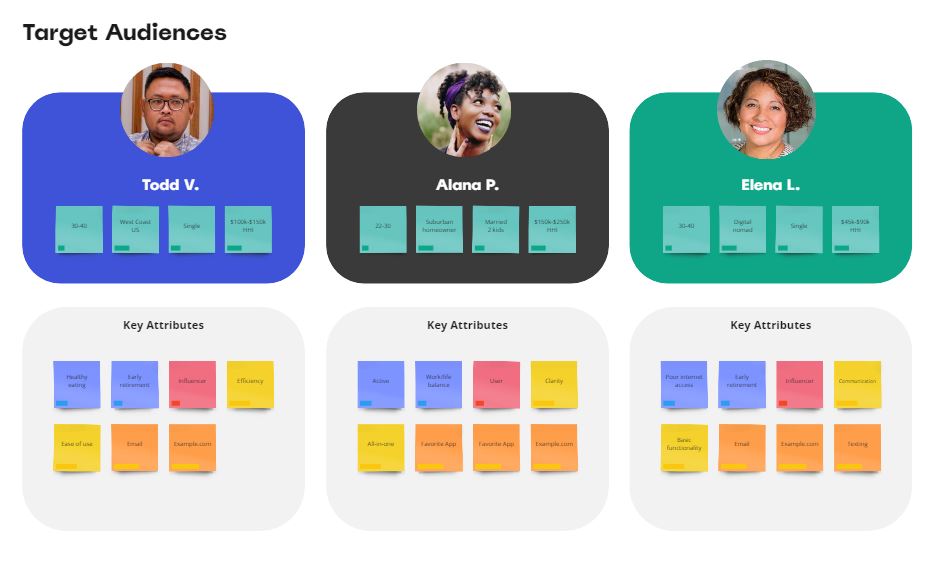 Target Audiences
Todd V.
30-40
West Coast
US
Single
$100k-$150k
HHI
Alana P.
22-30
Suburban
homeowner
Married
2 kids
$150k-$250k
HHI
Elena L.
30-40
Digital
nomad
Single
$45k-$90k
HHI
Key Attributes
Healthy
eating
Early
retirement
Influencer
Efficiency
Ease of use
Email
Example.com
Key Attributes
Active
Work/life
balance
User
Clarity
All-in-one
Favorite App
Favorite App
Example.com
Key Attributes
Poor internet
access
Early
retirement
Influencer
Communication
Basic
functionality
Email
Example.com
Texting